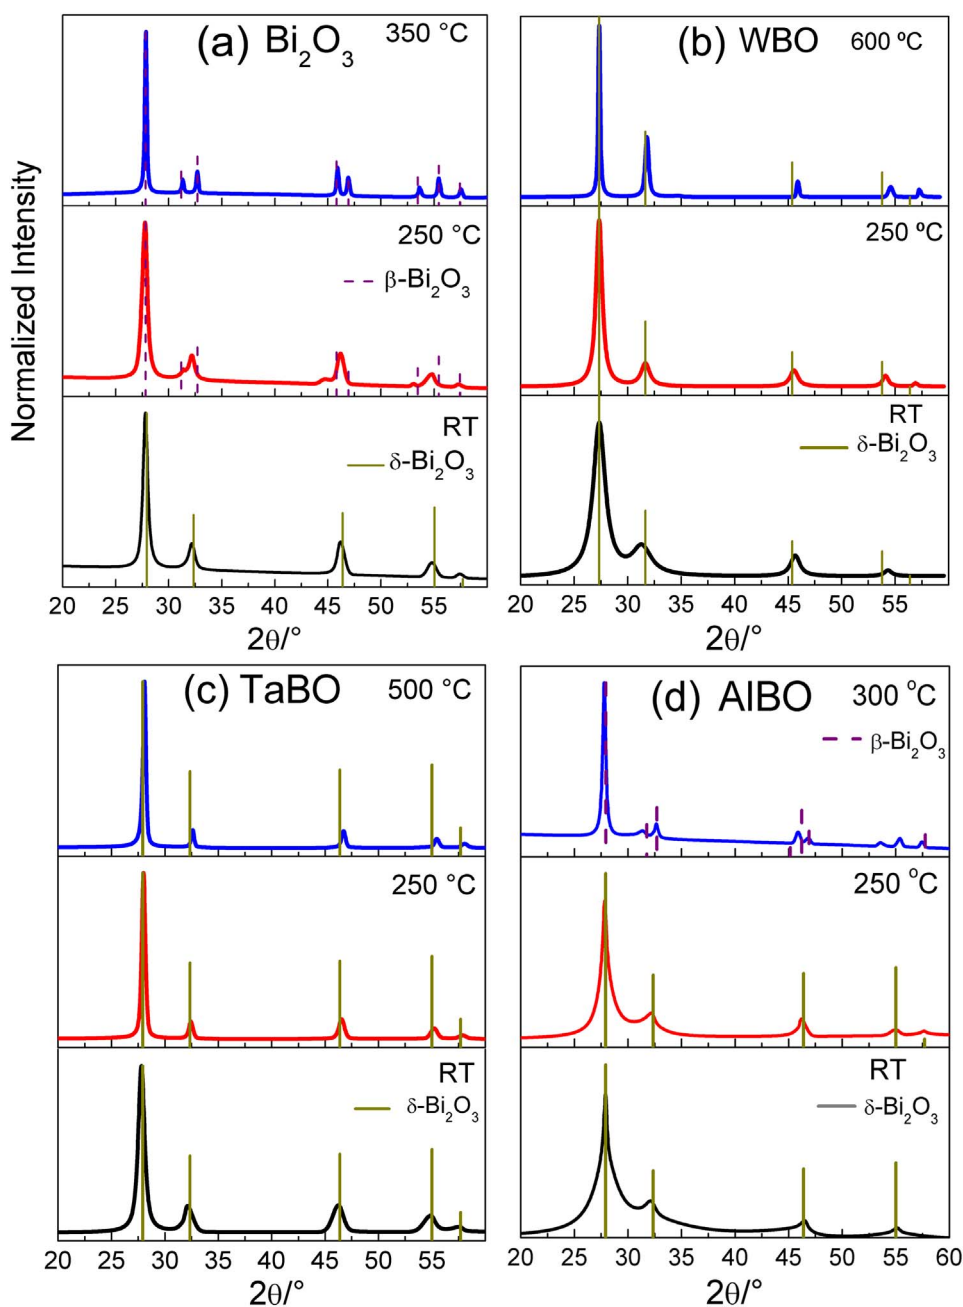 (a) Bi₂O₃ 350 °C
250 °C
β-Bi₂O₃
RT
δ-Bi₂O₃
Normalized Intensity
20 25 30 35 40 45 50 55
2θ/°
(b) WBO 600 ºC
250 ºC
RT
δ-Bi₂O₃
20 25 30 35 40 45 50 55
2θ/°
(c) TaBO 500 °C
250 °C
RT
δ-Bi₂O₃
20 25 30 35 40 45 50 55
2θ/°
(d) AlBO 300 °C
β-Bi₂O₃
250 °C
RT
δ-Bi₂O₃
20 25 30 35 40 45 50 55 60
2θ/°